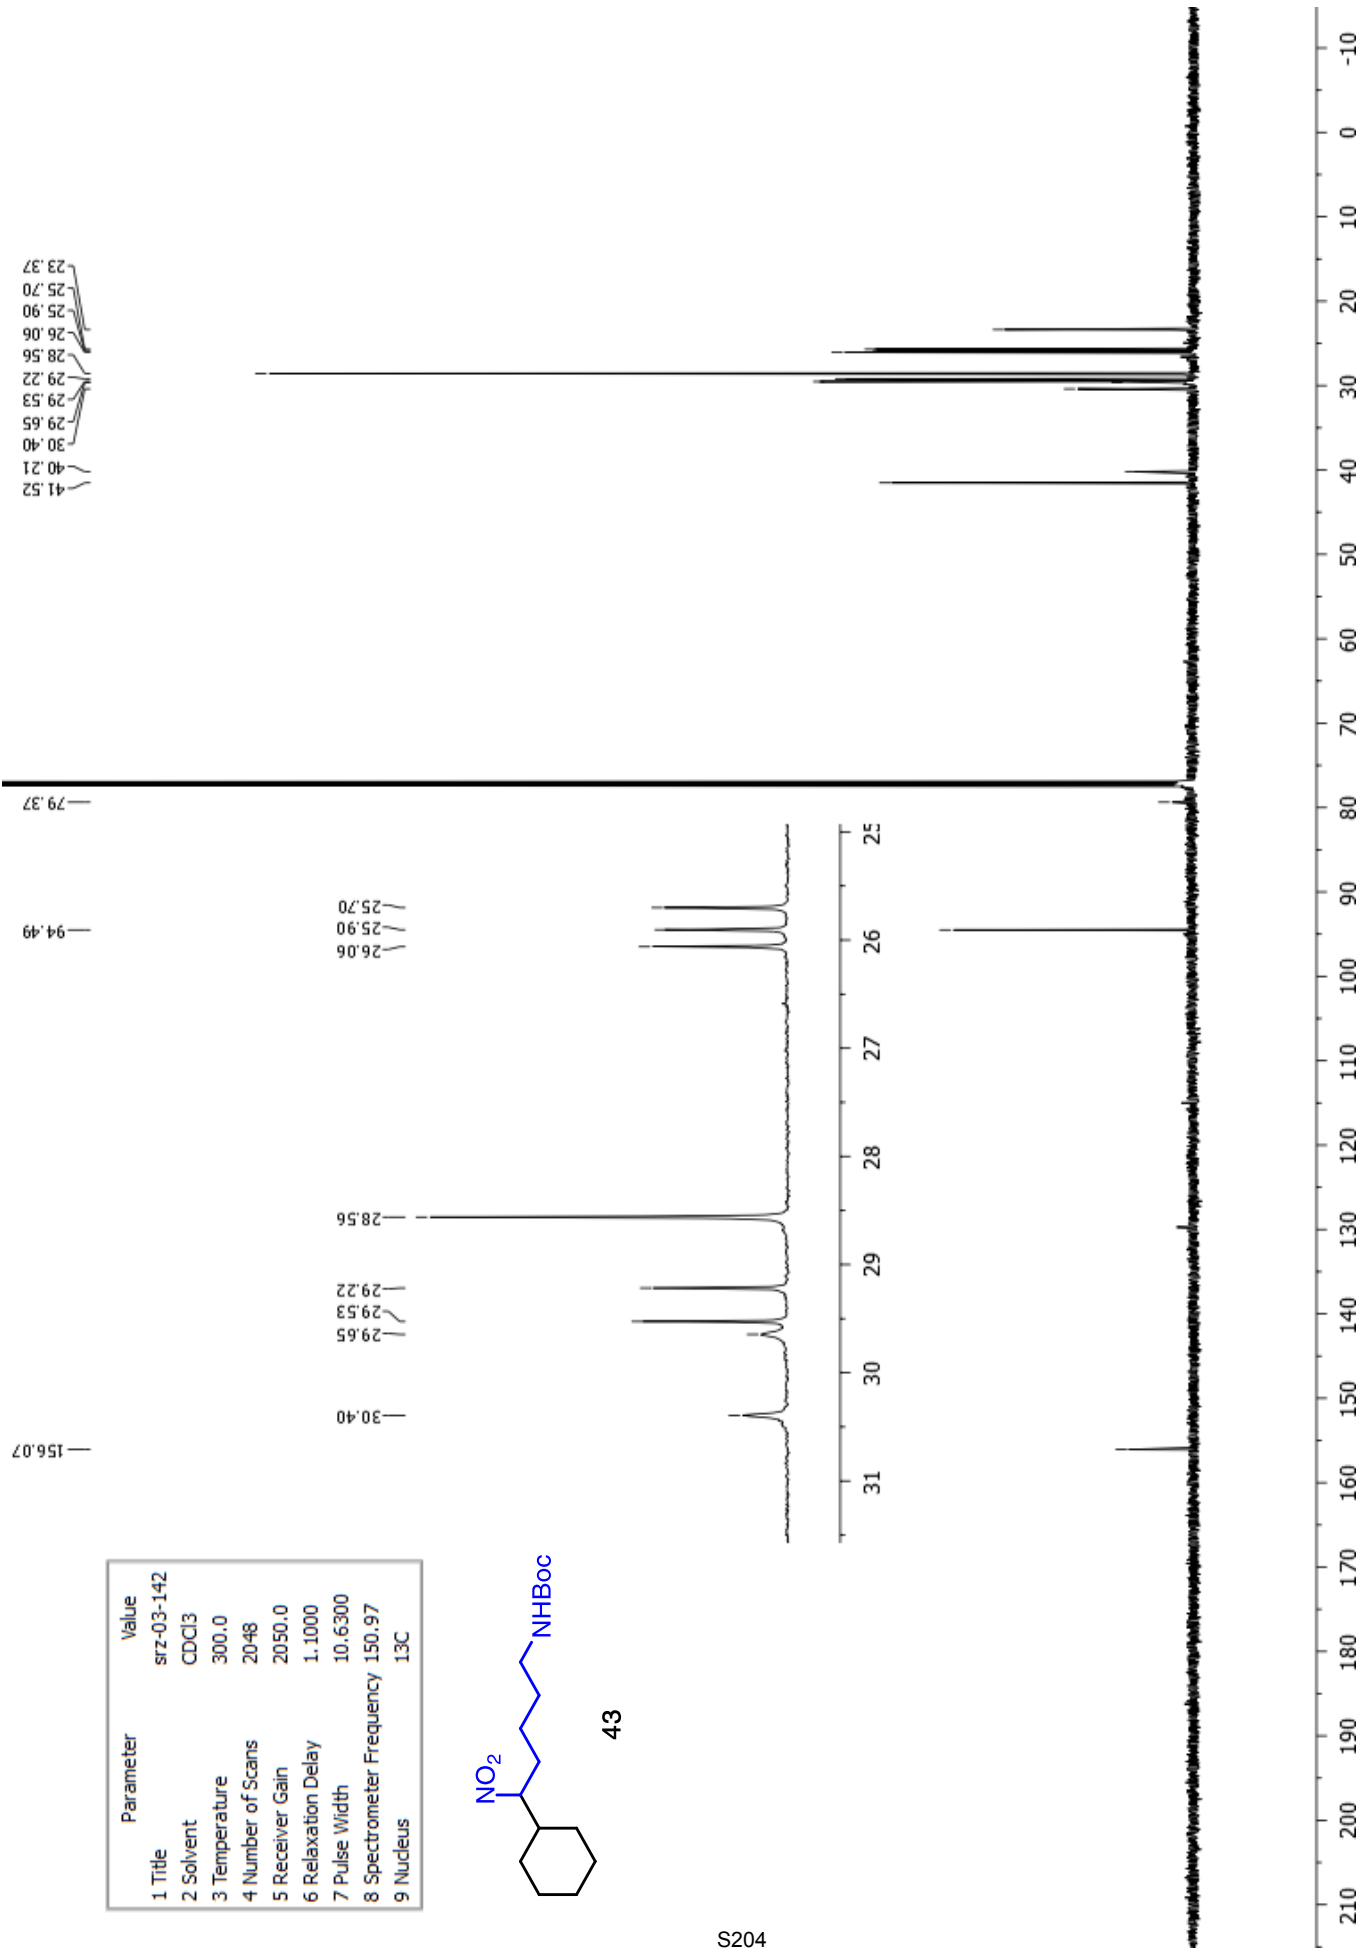 156.07
94.49
79.37
41.52
40.21
30.40
29.65
29.53
29.22
28.56
26.06
25.90
25.70
23.37
Parameter Value
1 Title srz-03-142
2 Solvent CDCl3
3 Temperature 300.0
4 Number of Scans 2048
5 Receiver Gain 2050.0
6 Relaxation Delay 1.1000
7 Pulse Width 10.6300
8 Spectrometer Frequency 150.97
9 Nucleus 13C
30.40
29.65
29.53
29.22
28.56
26.06
25.90
25.70
31 30 29 28 27 26 25
NO2
NHBoc
43
210 200 190 180 170 160 150 140 130 120 110 100 90 80 70 60 50 40 30 20 10 0 -10
S204